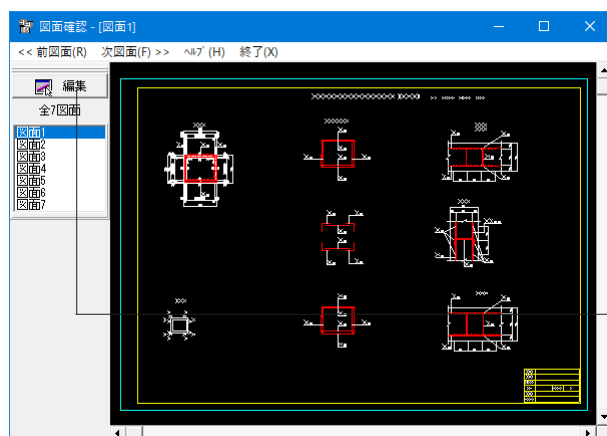 図面確認 - [図面1]
<< 前図面(R) 次図面(F) >> ﾍﾙﾌﾟ(H) 終了(X)
編集
全7図面
図面1
図面2
図面3
図面4
図面5
図面6
図面7